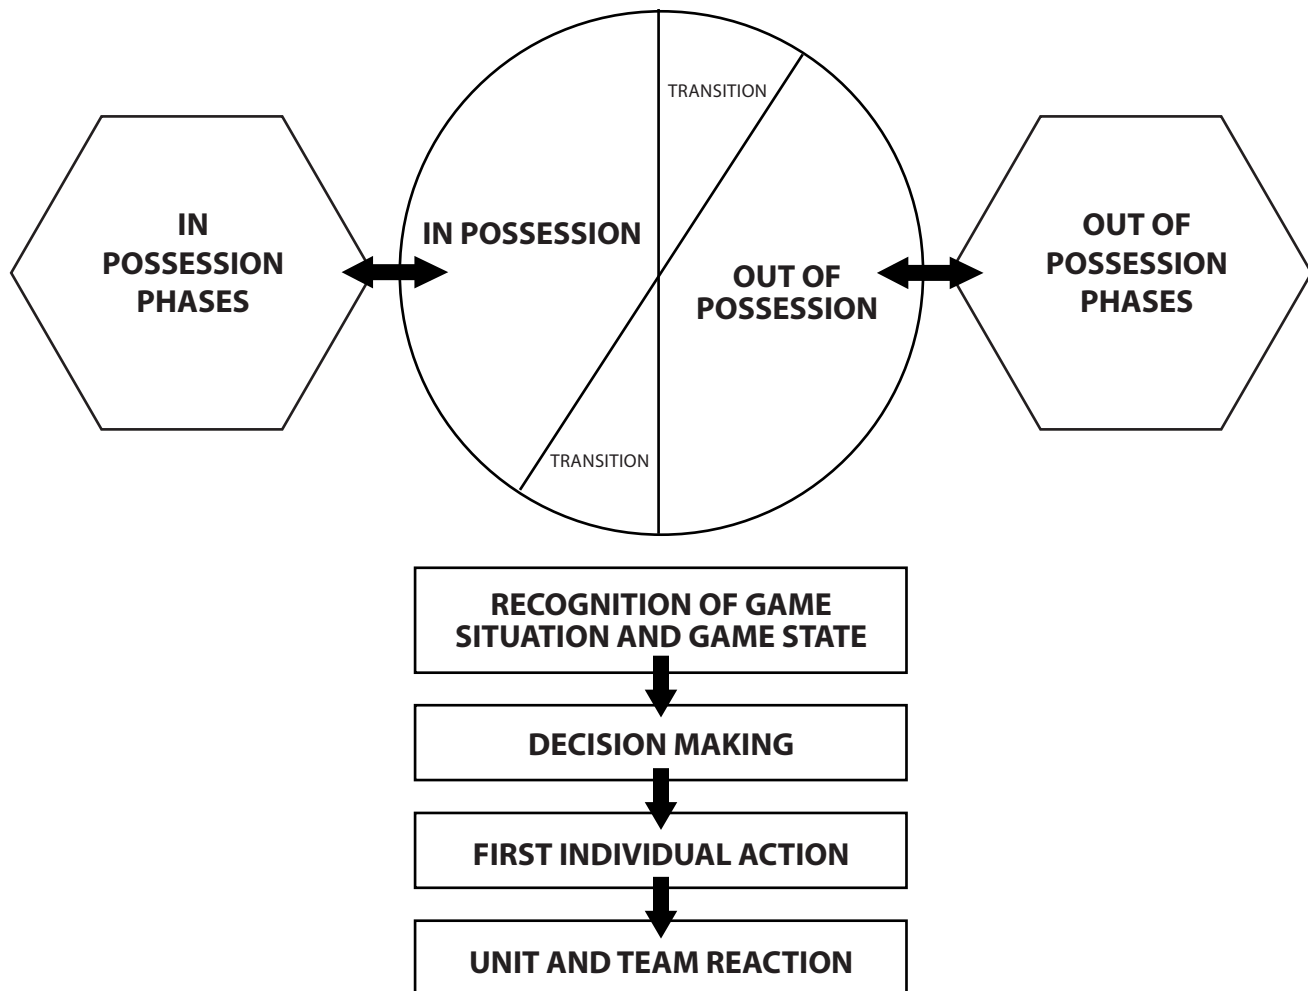 TRANSITION
IN
POSSESSION
PHASES
IN POSSESSION
OUT OF
POSSESSION
OUT OF
POSSESSION
PHASES
TRANSITION
RECOGNITION OF GAME
SITUATION AND GAME STATE
DECISION MAKING
FIRST INDIVIDUAL ACTION
UNIT AND TEAM REACTION